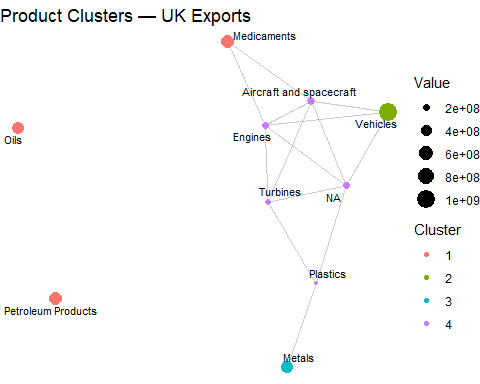 Product Clusters — UK Exports
Medicaments
Aircraft and spacecraft
Vehicles
Engines
Oils
Turbines
NA
Plastics
Petroleum Products
Metals
Value
2e+08
4e+08
6e+08
8e+08
1e+09
Cluster
1
2
3
4